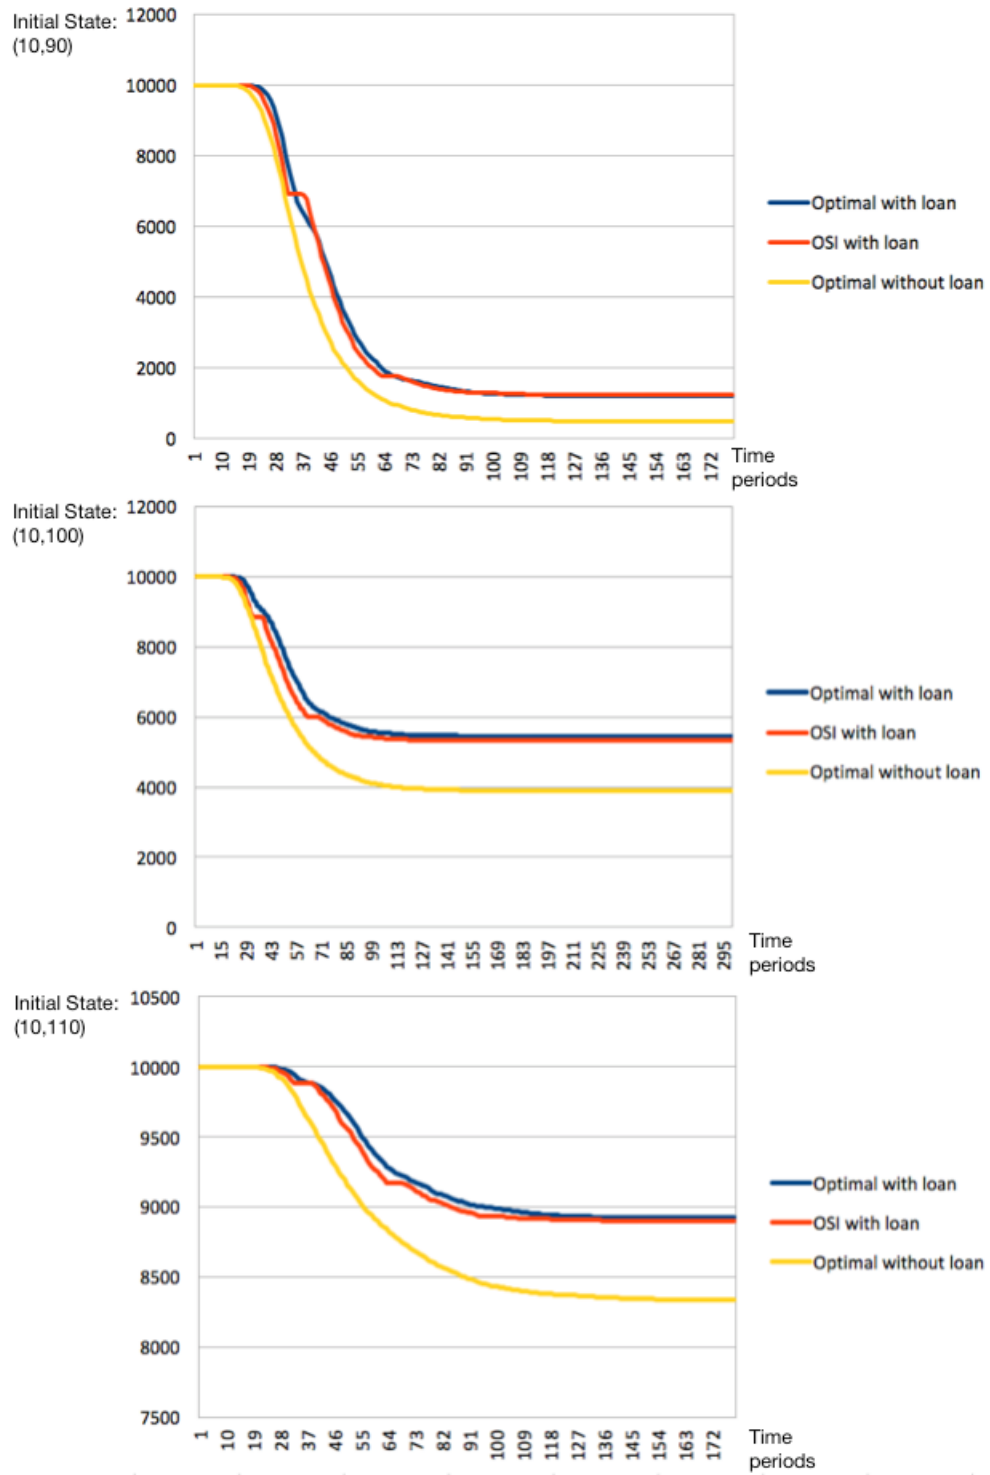 Initial State:
(10,90)
12000
10000
8000
6000
4000
2000
0
1 10 19 28 37 46 55 64 73 82 91 100 109 118 127 136 145 154 163 172
Time
periods
Optimal with loan
OSI with loan
Optimal without loan
Initial State:
(10,100)
12000
10000
8000
6000
4000
2000
0
1 15 29 43 57 71 85 99 113 127 141 155 169 183 197 211 225 239 253 267 281 295
Time
periods
Optimal with loan
OSI with loan
Optimal without loan
Initial State:
(10,110)
10500
10000
9500
9000
8500
8000
7500
1 10 19 28 37 46 55 64 73 82 91 100 109 118 127 136 145 154 163 172
Time
periods
Optimal with loan
OSI with loan
Optimal without loan